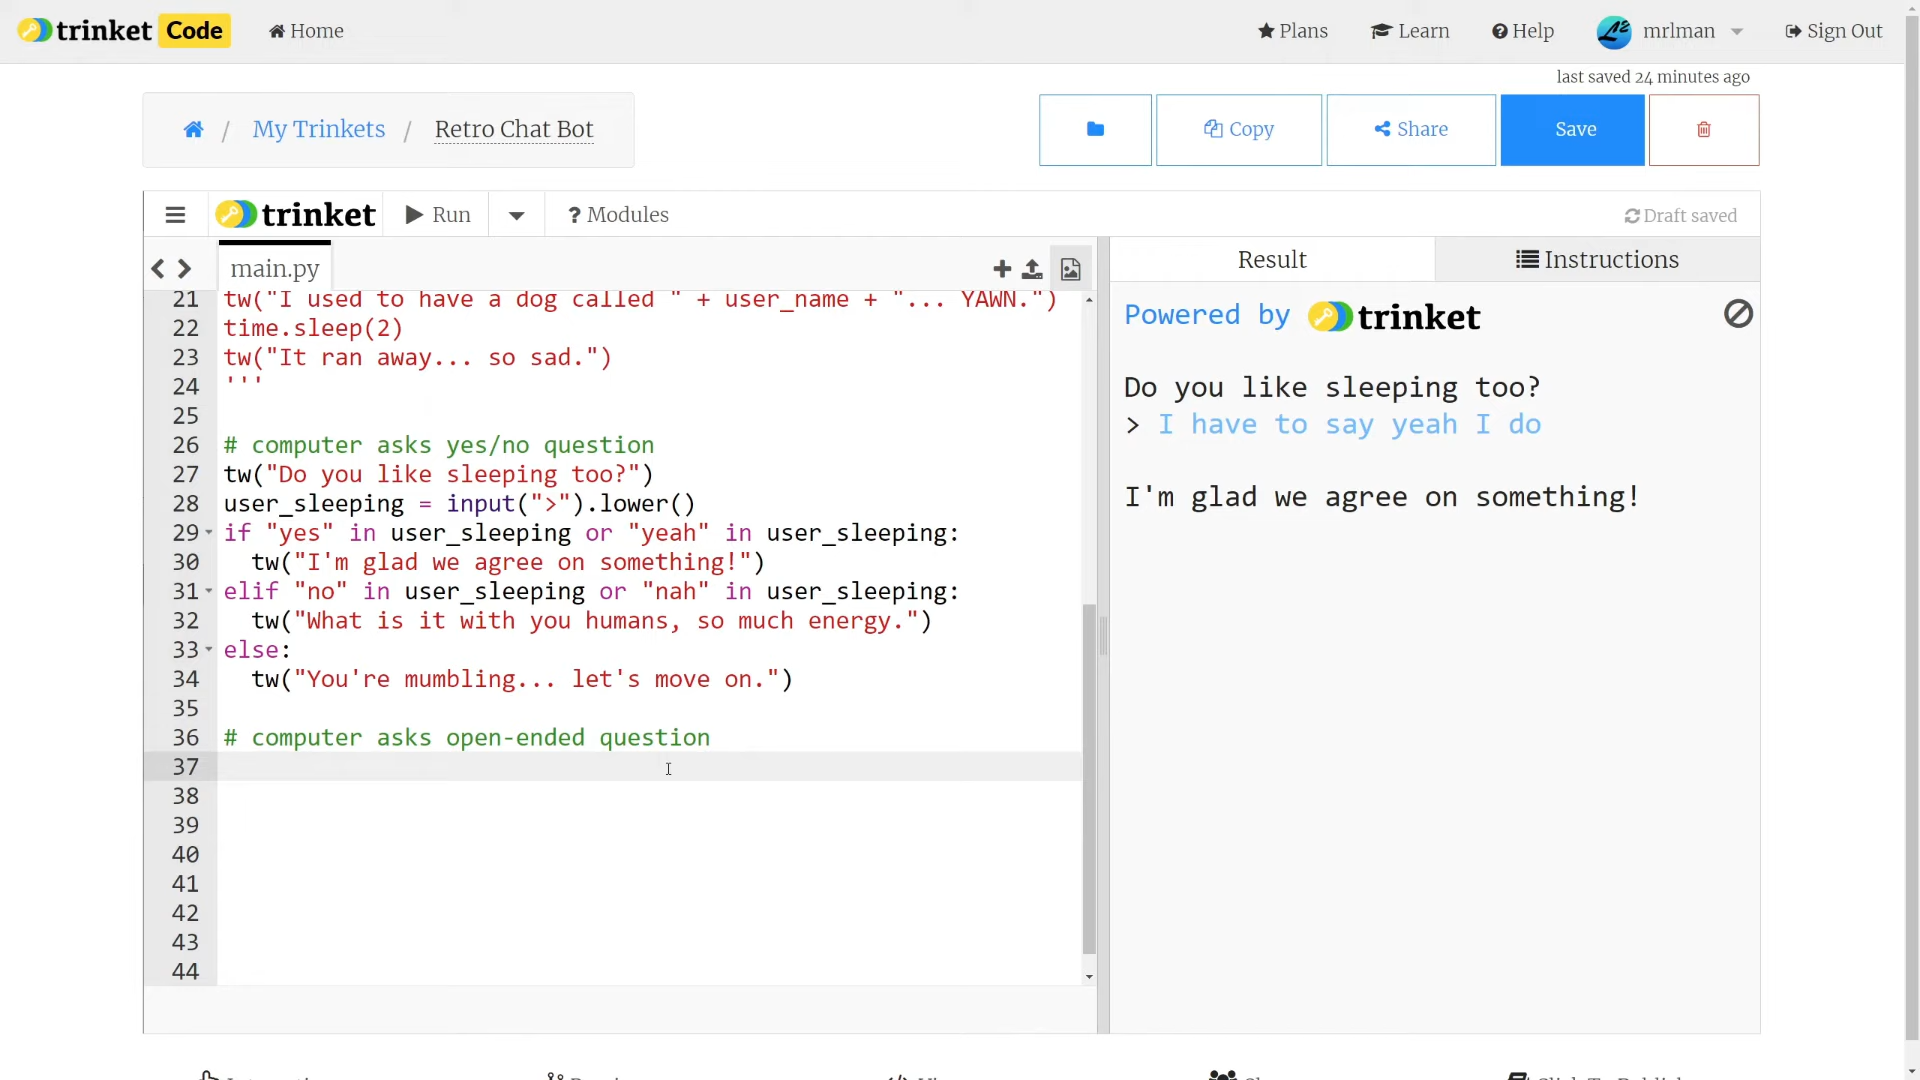 trinket Code
Home
Plans
Learn
Help
mrlman
Sign Out
last saved 24 minutes ago
/ My Trinkets / Retro Chat Bot
Copy
Share
Save
trinket
Run
? Modules
Draft saved
main.py
Result
Instructions
21 tw("I used to have a dog called " + user_name + "... YAWN.")
22 time.sleep(2)
23 tw("It ran away... so sad.")
24 '''
25
26 # computer asks yes/no question
27 tw("Do you like sleeping too?")
28 user_sleeping = input(">").lower()
29 if "yes" in user_sleeping or "yeah" in user_sleeping:
30 tw("I'm glad we agree on something!")
31 elif "no" in user_sleeping or "nah" in user_sleeping:
32 tw("What is it with you humans, so much energy.")
33 else:
34 tw("You're mumbling... let's move on.")
35
36 # computer asks open-ended question
37
38
39
40
41
42
43
44
Powered by trinket
Do you like sleeping too?
> I have to say yeah I do
I'm glad we agree on something!